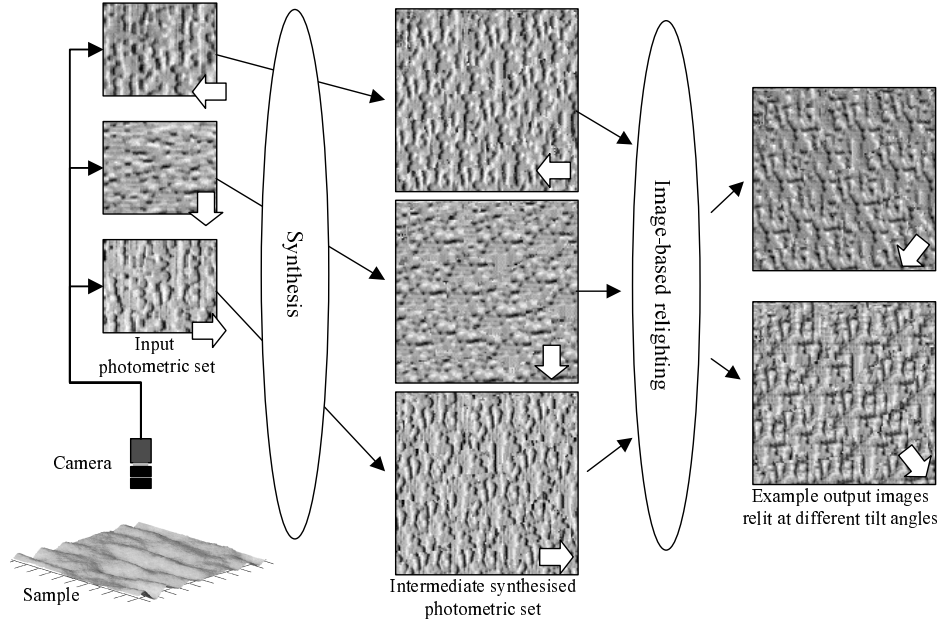 Synthesis
Image-based relighting
Input
photometric set
Camera
Sample
Intermediate synthesised
photometric set
Example output images
relit at different tilt angles